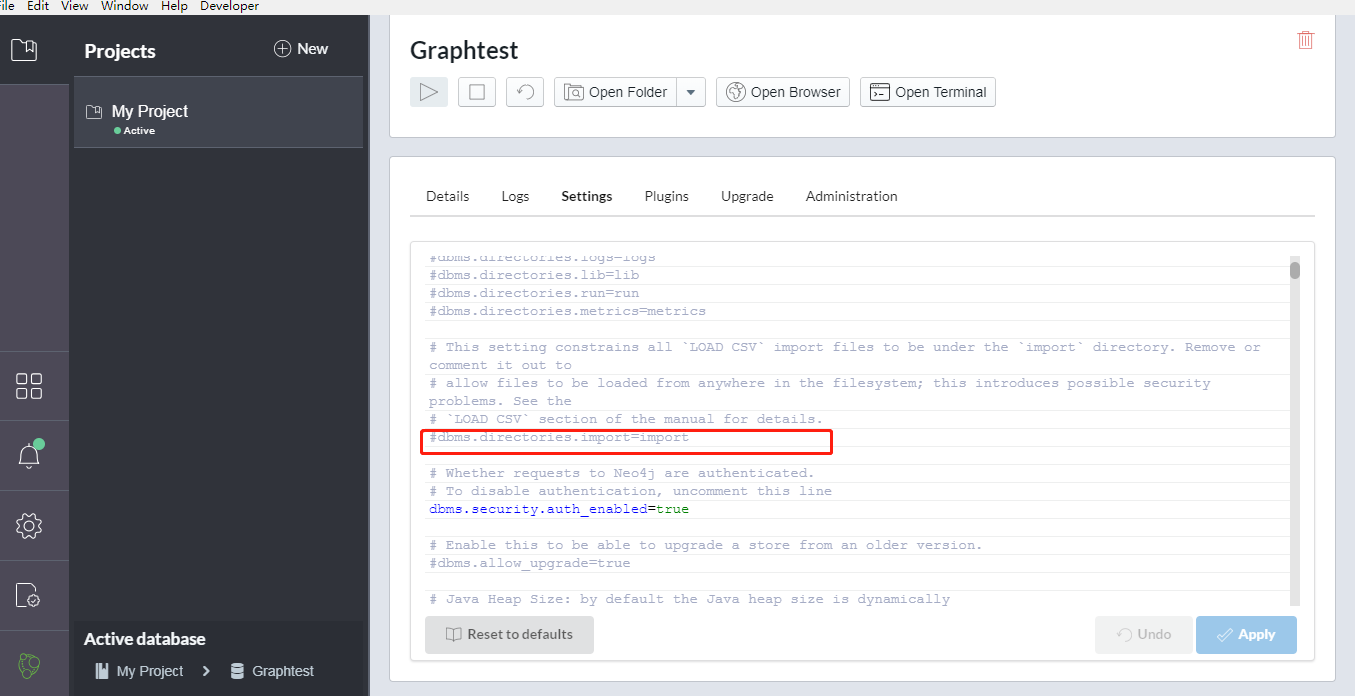 File Edit View Window Help Developer
Projects
New
My Project
Active
Active database
My Project > Graphtest
Graphtest
Open Folder
Open Browser
Open Terminal
Details Logs Settings Plugins Upgrade Administration
#dbms.directories.logs=logs
#dbms.directories.lib=lib
#dbms.directories.run=run
#dbms.directories.metrics=metrics
# This setting constrains all `LOAD CSV` import files to be under the `import` directory. Remove or
comment it out to
# allow files to be loaded from anywhere in the filesystem; this introduces possible security
problems. See the
# `LOAD CSV` section of the manual for details.
#dbms.directories.import=import
# Whether requests to Neo4j are authenticated.
# To disable authentication, uncomment this line
dbms.security.auth_enabled=true
# Enable this to be able to upgrade a store from an older version.
#dbms.allow_upgrade=true
# Java Heap Size: by default the Java heap size is dynamically
Reset to defaults
Undo
Apply